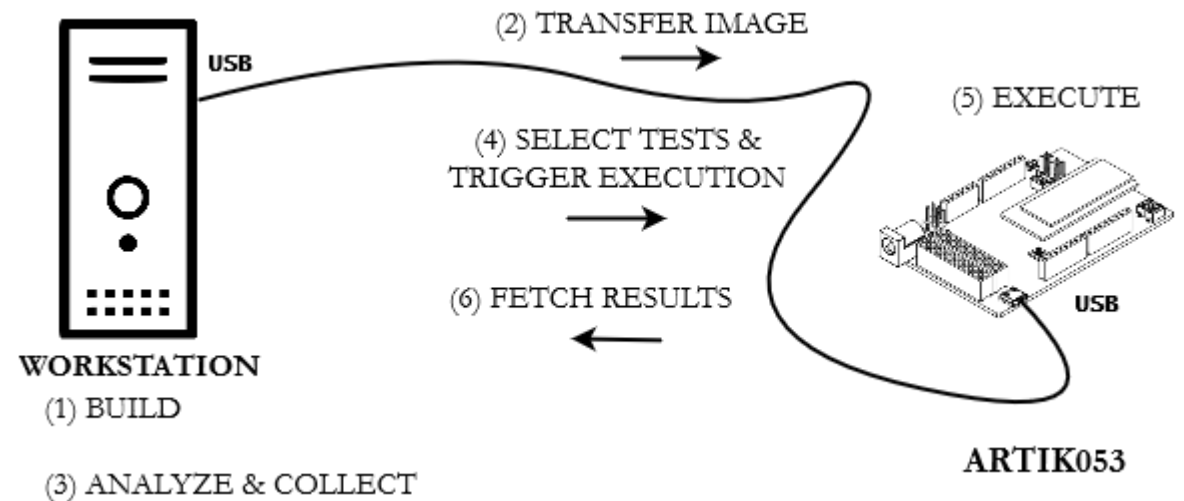 (2) TRANSFER IMAGE
USB
(5) EXECUTE
(4) SELECT TESTS &
TRIGGER EXECUTION
(6) FETCH RESULTS
USB
WORKSTATION
(1) BUILD
ARTIK053
(3) ANALYZE & COLLECT